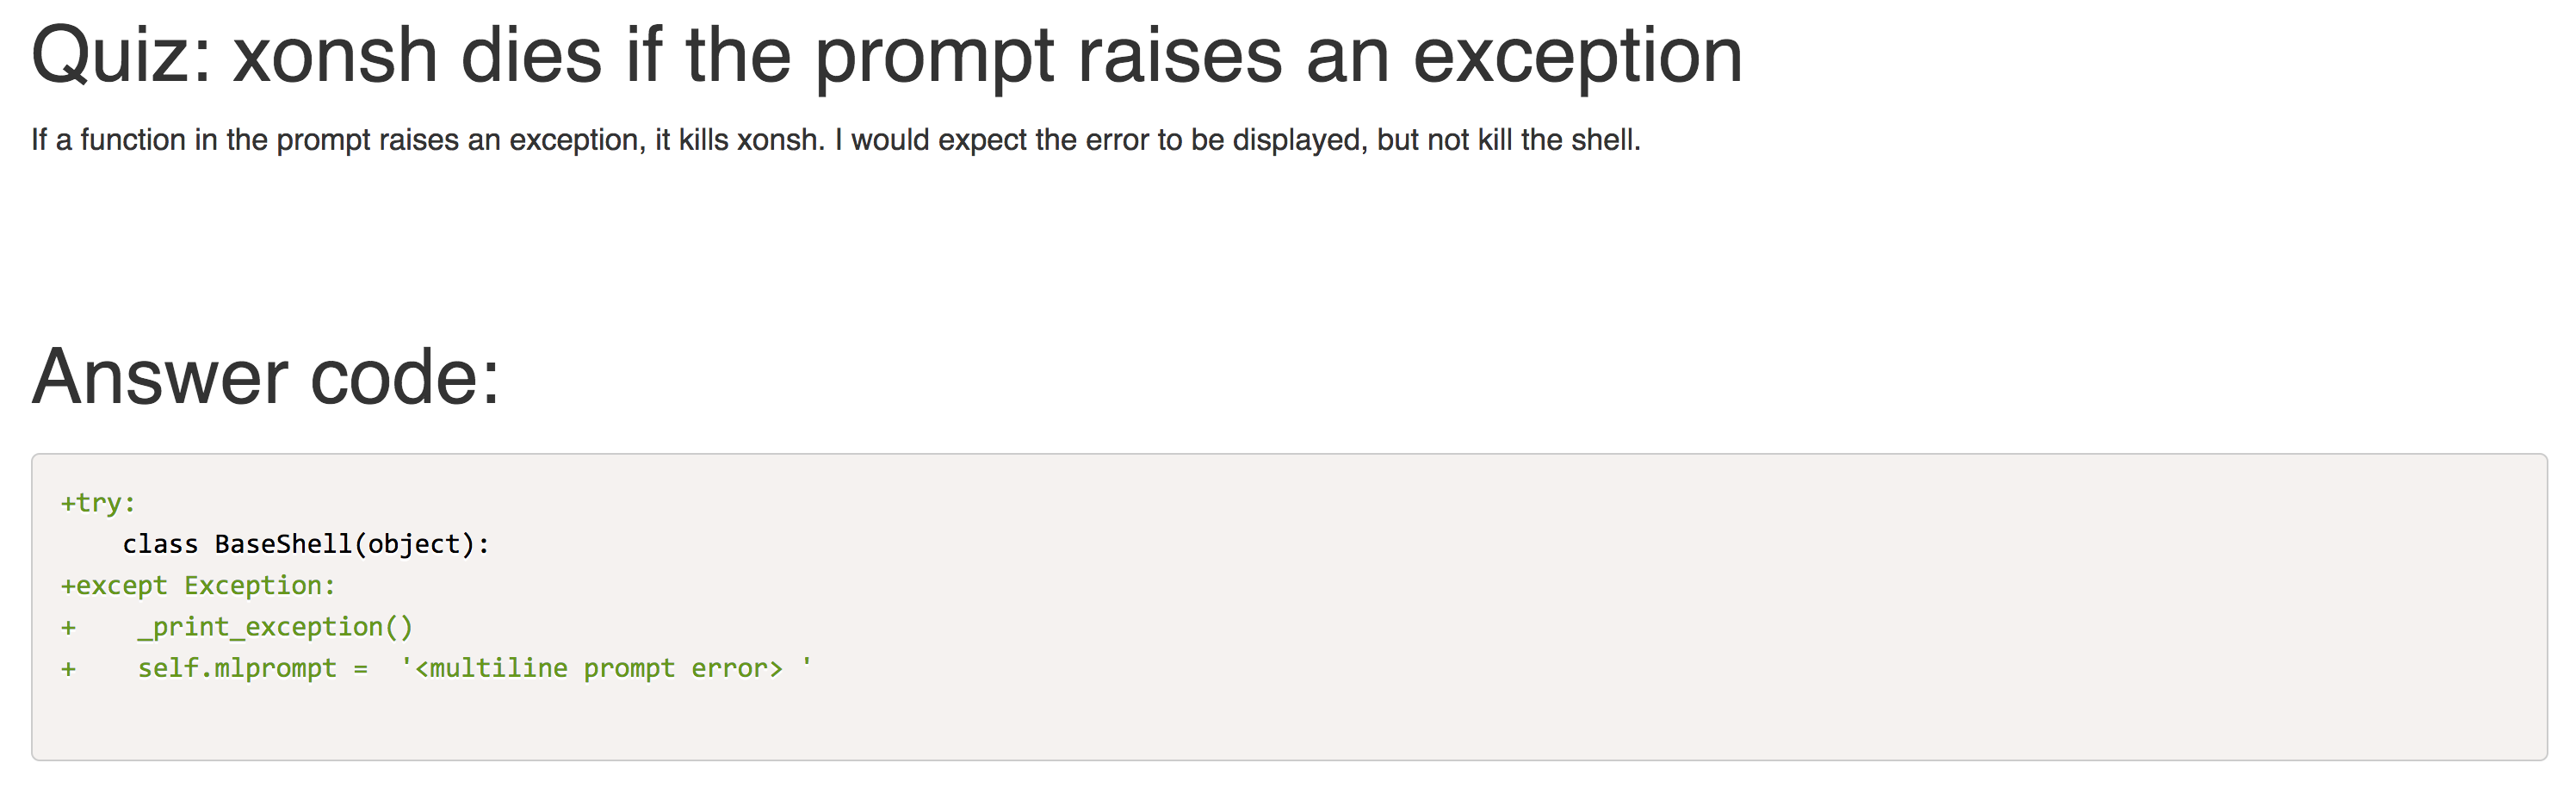 Quiz: xonsh dies if the prompt raises an exception
If a function in the prompt raises an exception, it kills xonsh. I would expect the error to be displayed, but not kill the shell.
Answer code:
+try:
    class BaseShell(object):
+except Exception:
+    _print_exception()
+    self.mlprompt =  '<multiline prompt error> '